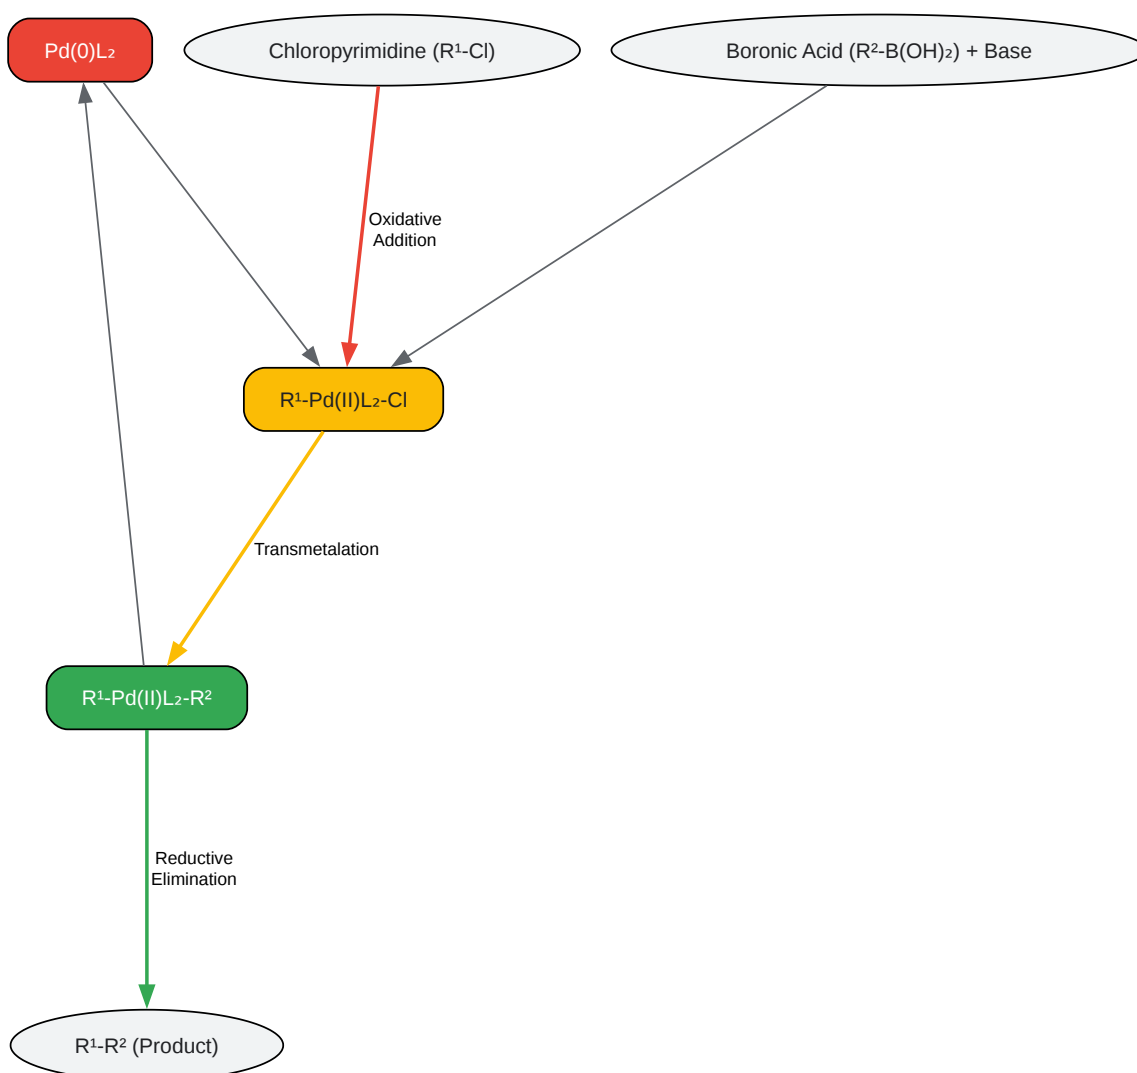 Pd(0)L₂
Chloropyrimidine (R¹-Cl)
Boronic Acid (R²-B(OH)₂) + Base
Oxidative
Addition
R¹-Pd(II)L₂-Cl
Transmetalation
R¹-Pd(II)L₂-R²
Reductive
Elimination
R¹-R² (Product)